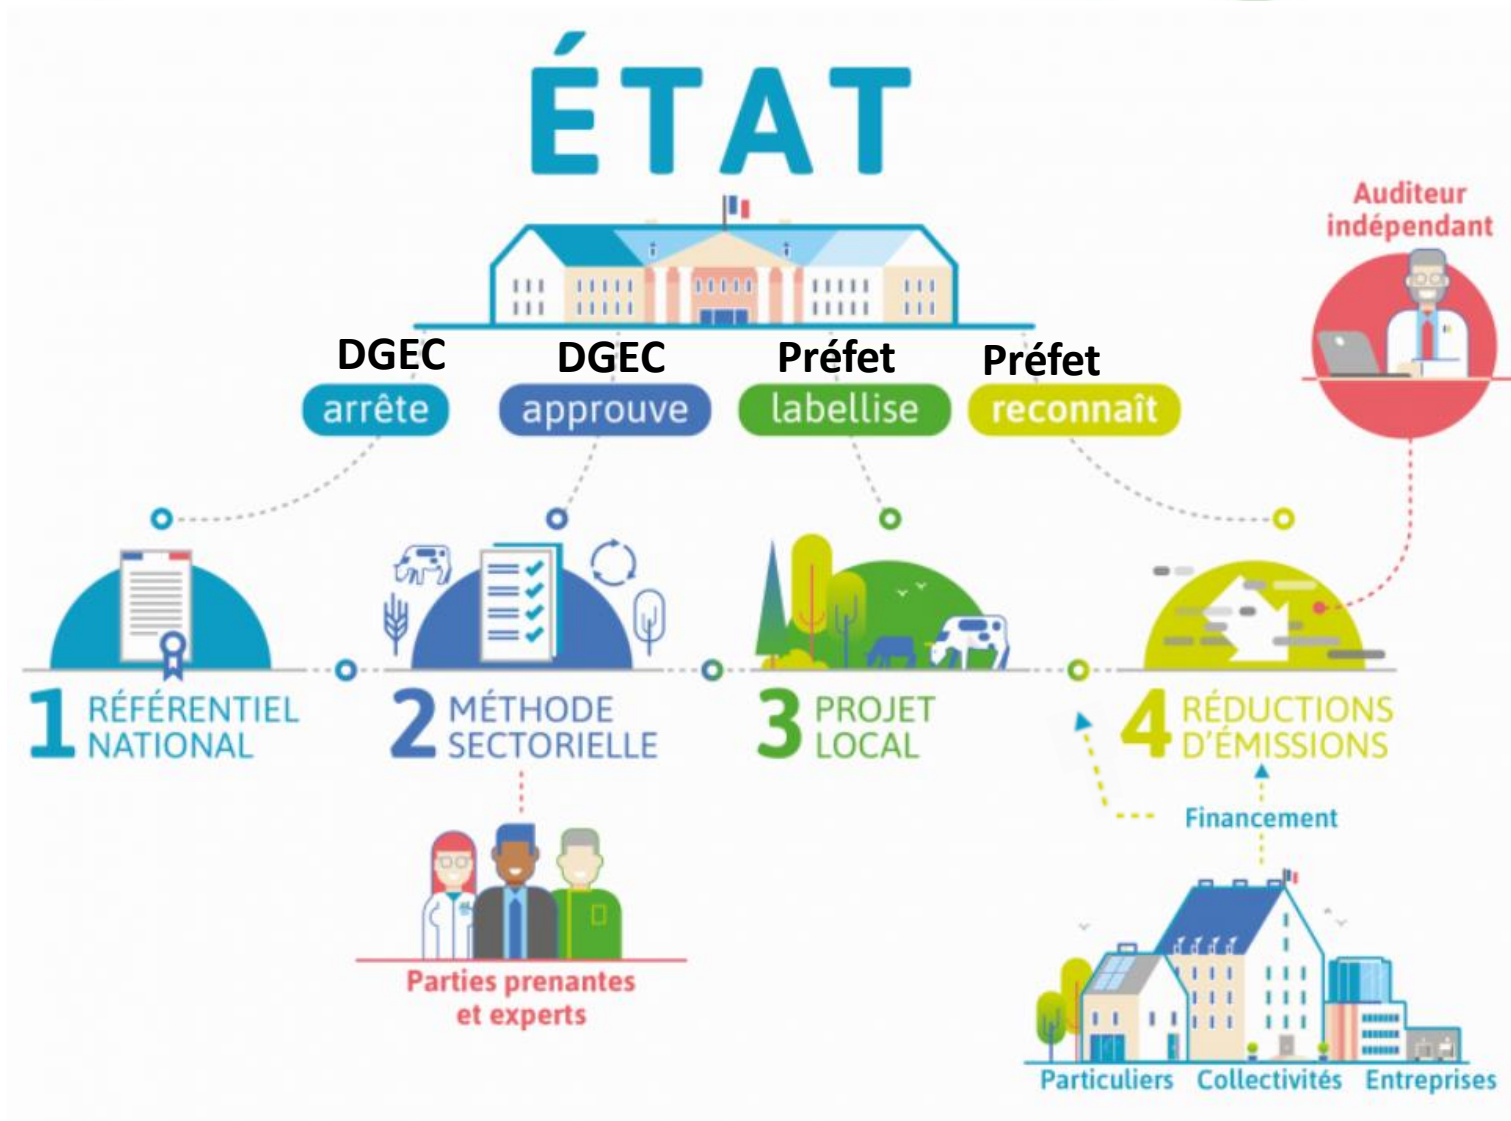 ÉTAT
Auditeur
indépendant
DGEC
DGEC
Préfet
Préfet
arrête
approuve
labellise
reconnaît
1 RÉFÉRENTIEL
NATIONAL
2 MÉTHODE
SECTORIELLE
3 PROJET
LOCAL
4 RÉDUCTIONS
D'ÉMISSIONS
Financement
Parties prenantes
et experts
Particuliers
Collectivités
Entreprises